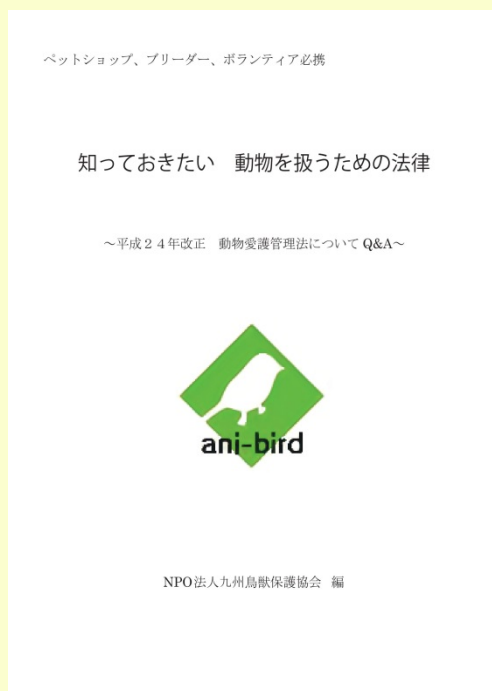 ペットショップ、ブリーダー、ボランティア必携
知っておきたい　動物を扱うための法律
～平成２４年改正　動物愛護管理法について Q&A～
ani-bird
NPO法人九州鳥獣保護協会　編